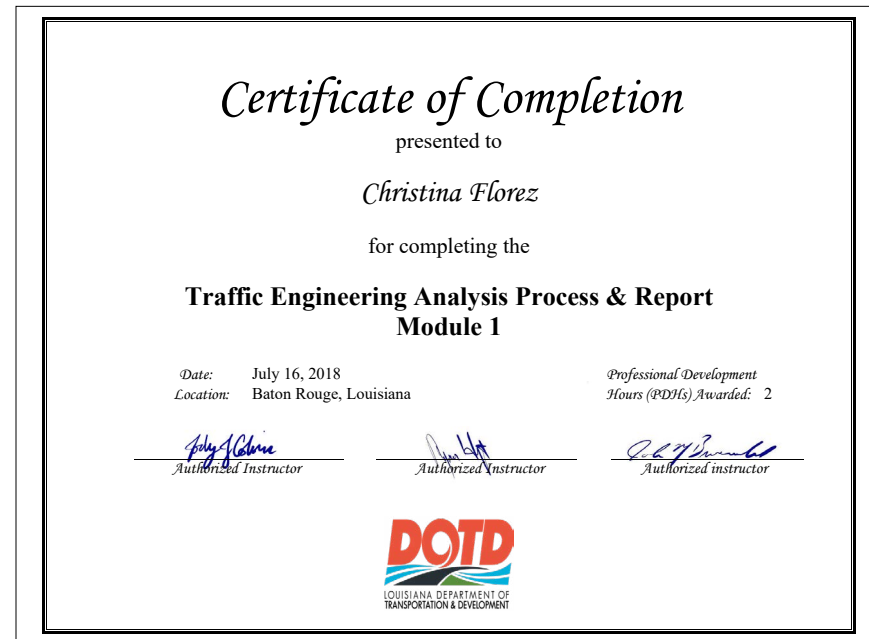 Certificate of Completion
presented to
Christina Florez
for completing the
Traffic Engineering Analysis Process & Report
Module 1
Date: July 16, 2018
Professional Development
Location: Baton Rouge, Louisiana
Hours (PDHs) Awarded: 2
Authorized Instructor
Authorized Instructor
Authorized instructor
DOTD
LOUISIANA DEPARTMENT OF
TRANSPORTATION & DEVELOPMENT